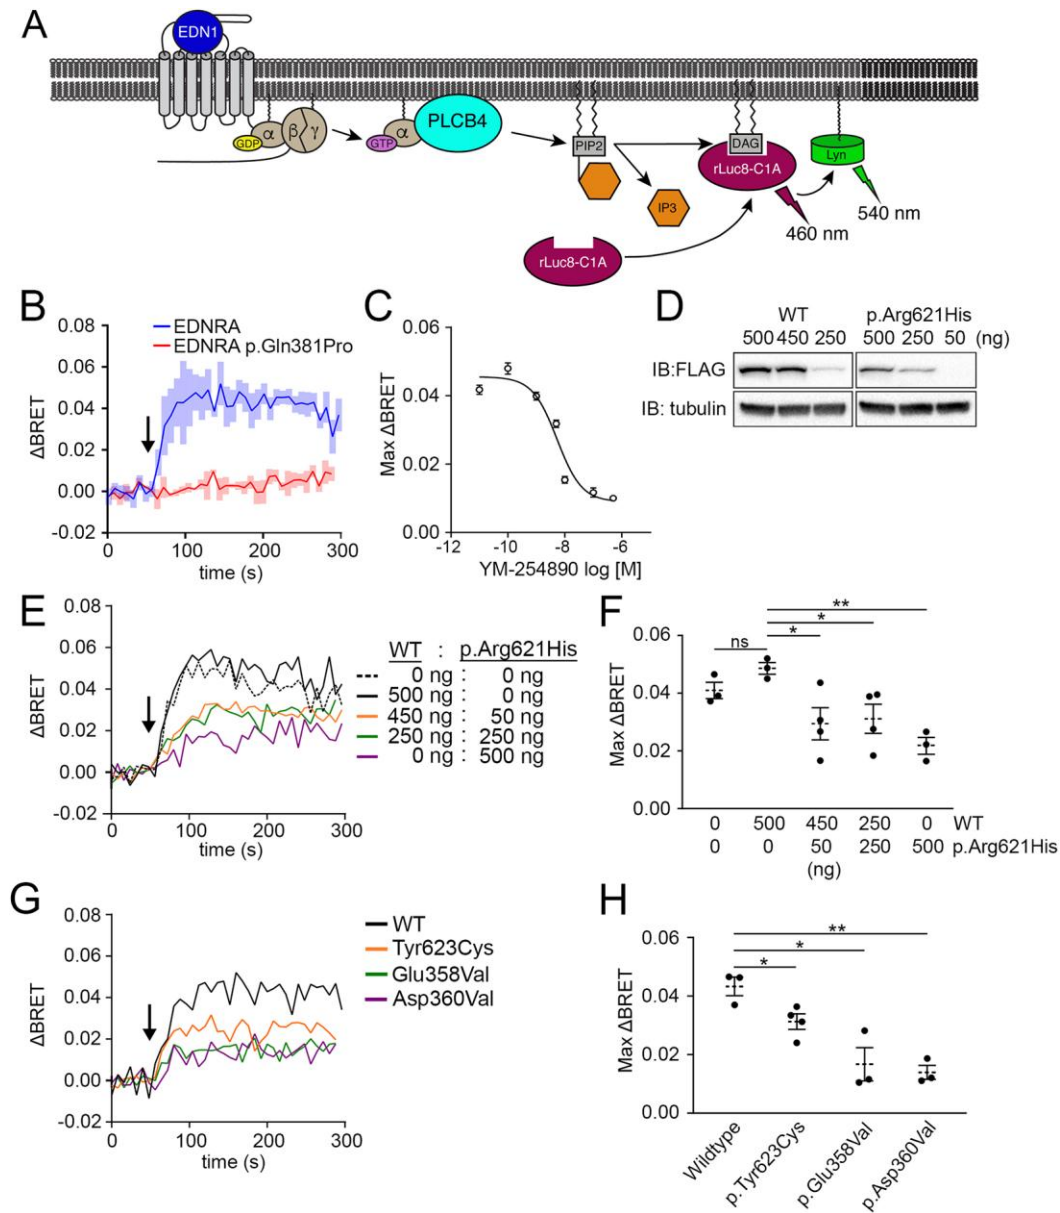 A
EDN1
GDP
α
β
γ
GTP
α
PLCB4
PIP2
IP3
DAG
rLuc8-C1A
rLuc8-C1A
Lyn
460 nm
540 nm
B
EDNRA
EDNRA p.Gln381Pro
ΔBRET
0.08
0.06
0.04
0.02
0.00
-0.02
0 100 200 300
time (s)
C
Max ΔBRET
0.06
0.04
0.02
0.00
-12 -10 -8 -6
YM-254890 log [M]
D
WT p.Arg621His
500 450 250 500 250 50 (ng)
IB:FLAG
IB: tubulin
E
ΔBRET
0.08
0.06
0.04
0.02
0.00
-0.02
0 100 200 300
time (s)
WT : p.Arg621His
0 ng : 0 ng
500 ng : 0 ng
450 ng : 50 ng
250 ng : 250 ng
0 ng : 500 ng
F
Max ΔBRET
0.06
0.04
0.02
0.00
ns
*
*
**
0 500 450 250 0 WT
0 0 50 250 500 p.Arg621His
(ng)
G
ΔBRET
0.08
0.06
0.04
0.02
0.00
-0.02
0 100 200 300
time (s)
WT
Tyr623Cys
Glu358Val
Asp360Val
H
Max ΔBRET
0.06
0.04
0.02
0.00
**
*
*
Wildtype
p.Tyr623Cys
p.Glu358Val
p.Asp360Val